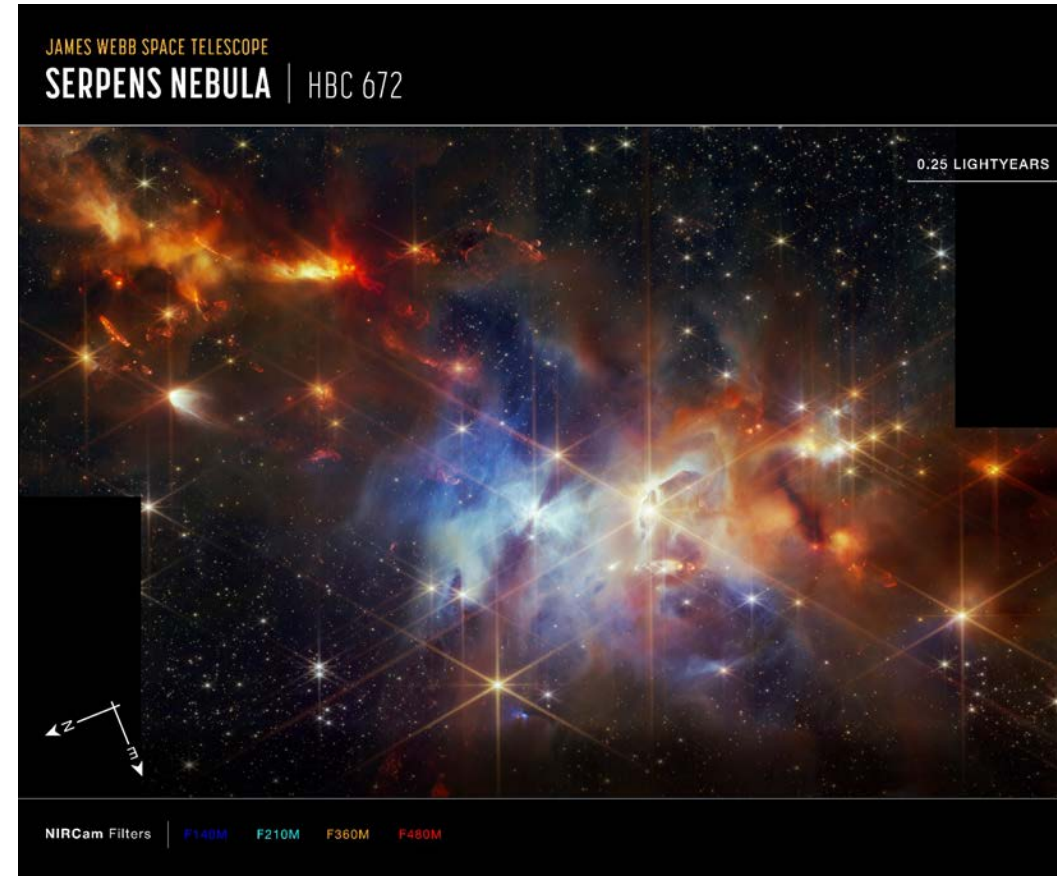 JAMES WEBB SPACE TELESCOPE
SERPENS NEBULA | HBC 672
0.25 LIGHTYEARS
N
E
NIRCam Filters | F140M F210M F360M F480M